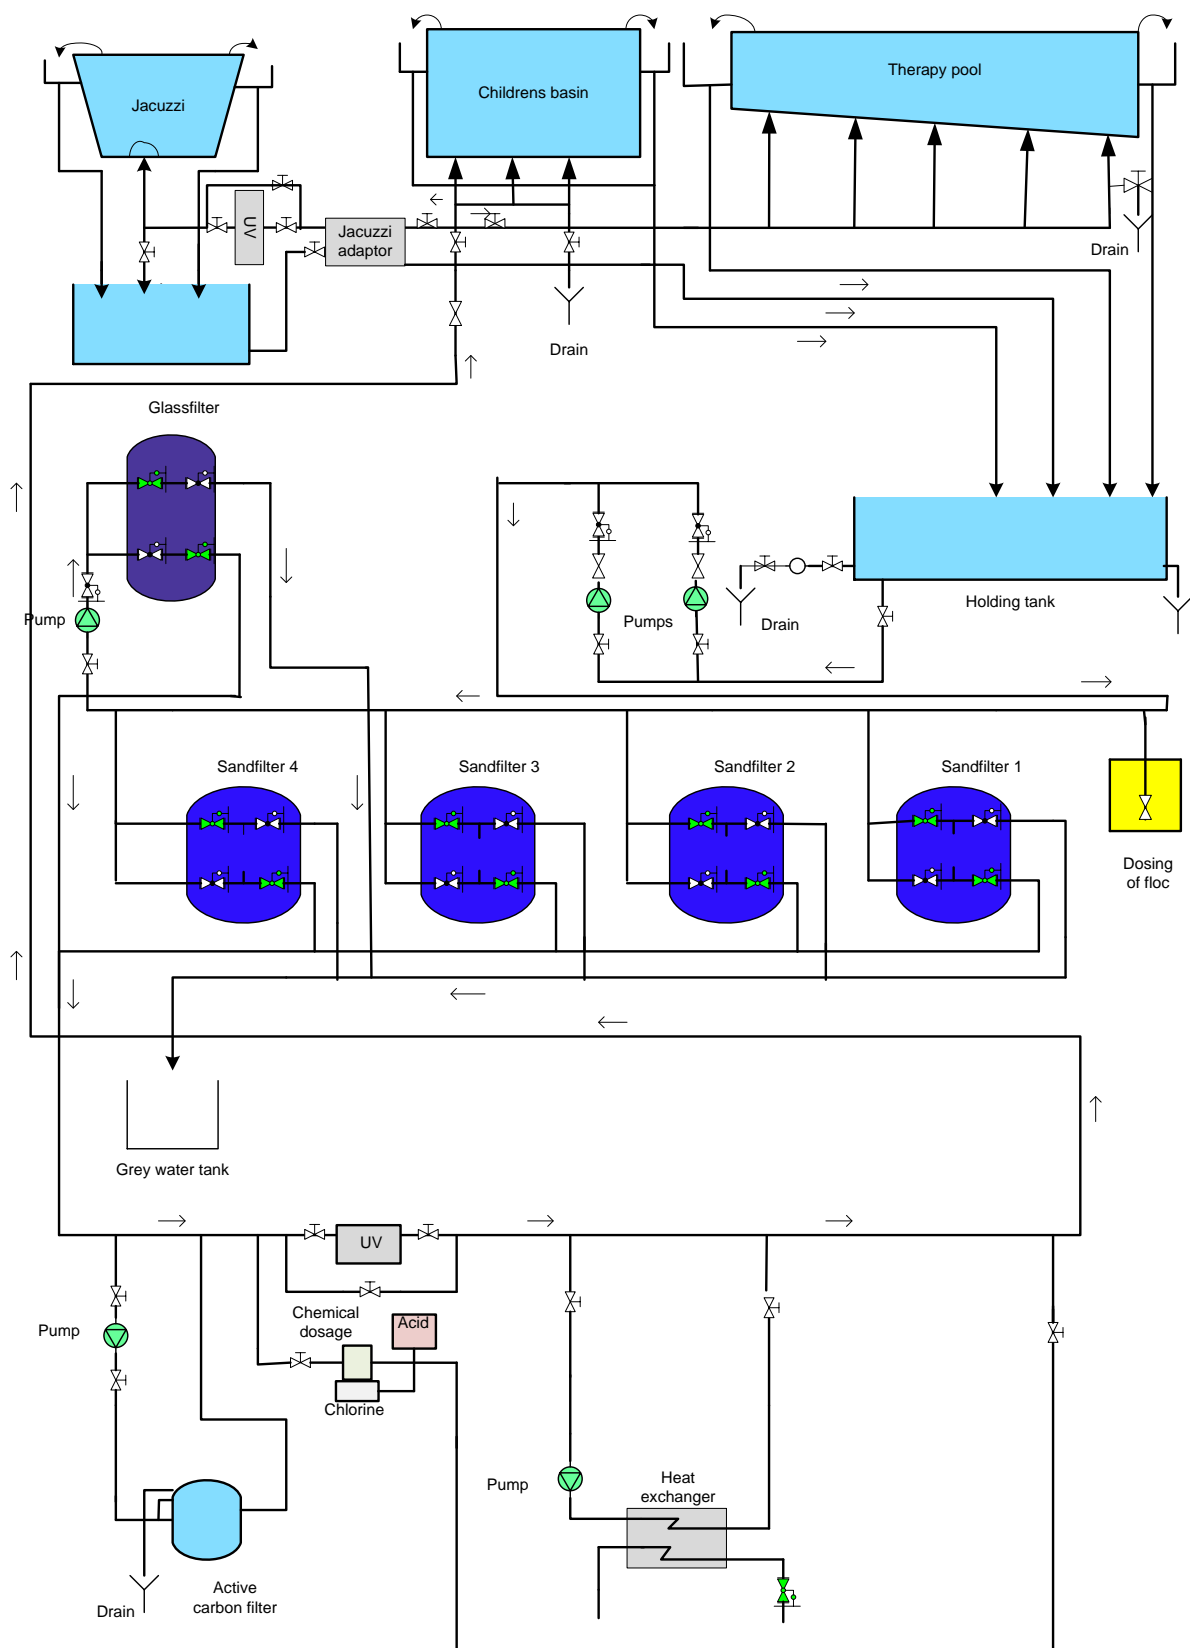 Jacuzzi
Childrens basin
Therapy pool
UV
Jacuzzi
adaptor
Drain
Drain
Glassfilter
Pump
Pumps
Drain
Holding tank
Sandfilter 4
Sandfilter 3
Sandfilter 2
Sandfilter 1
Dosing
of floc
Grey water tank
UV
Chemical
dosage
Acid
Pump
Chlorine
Pump
Heat
exchanger
Active
carbon filter
Drain